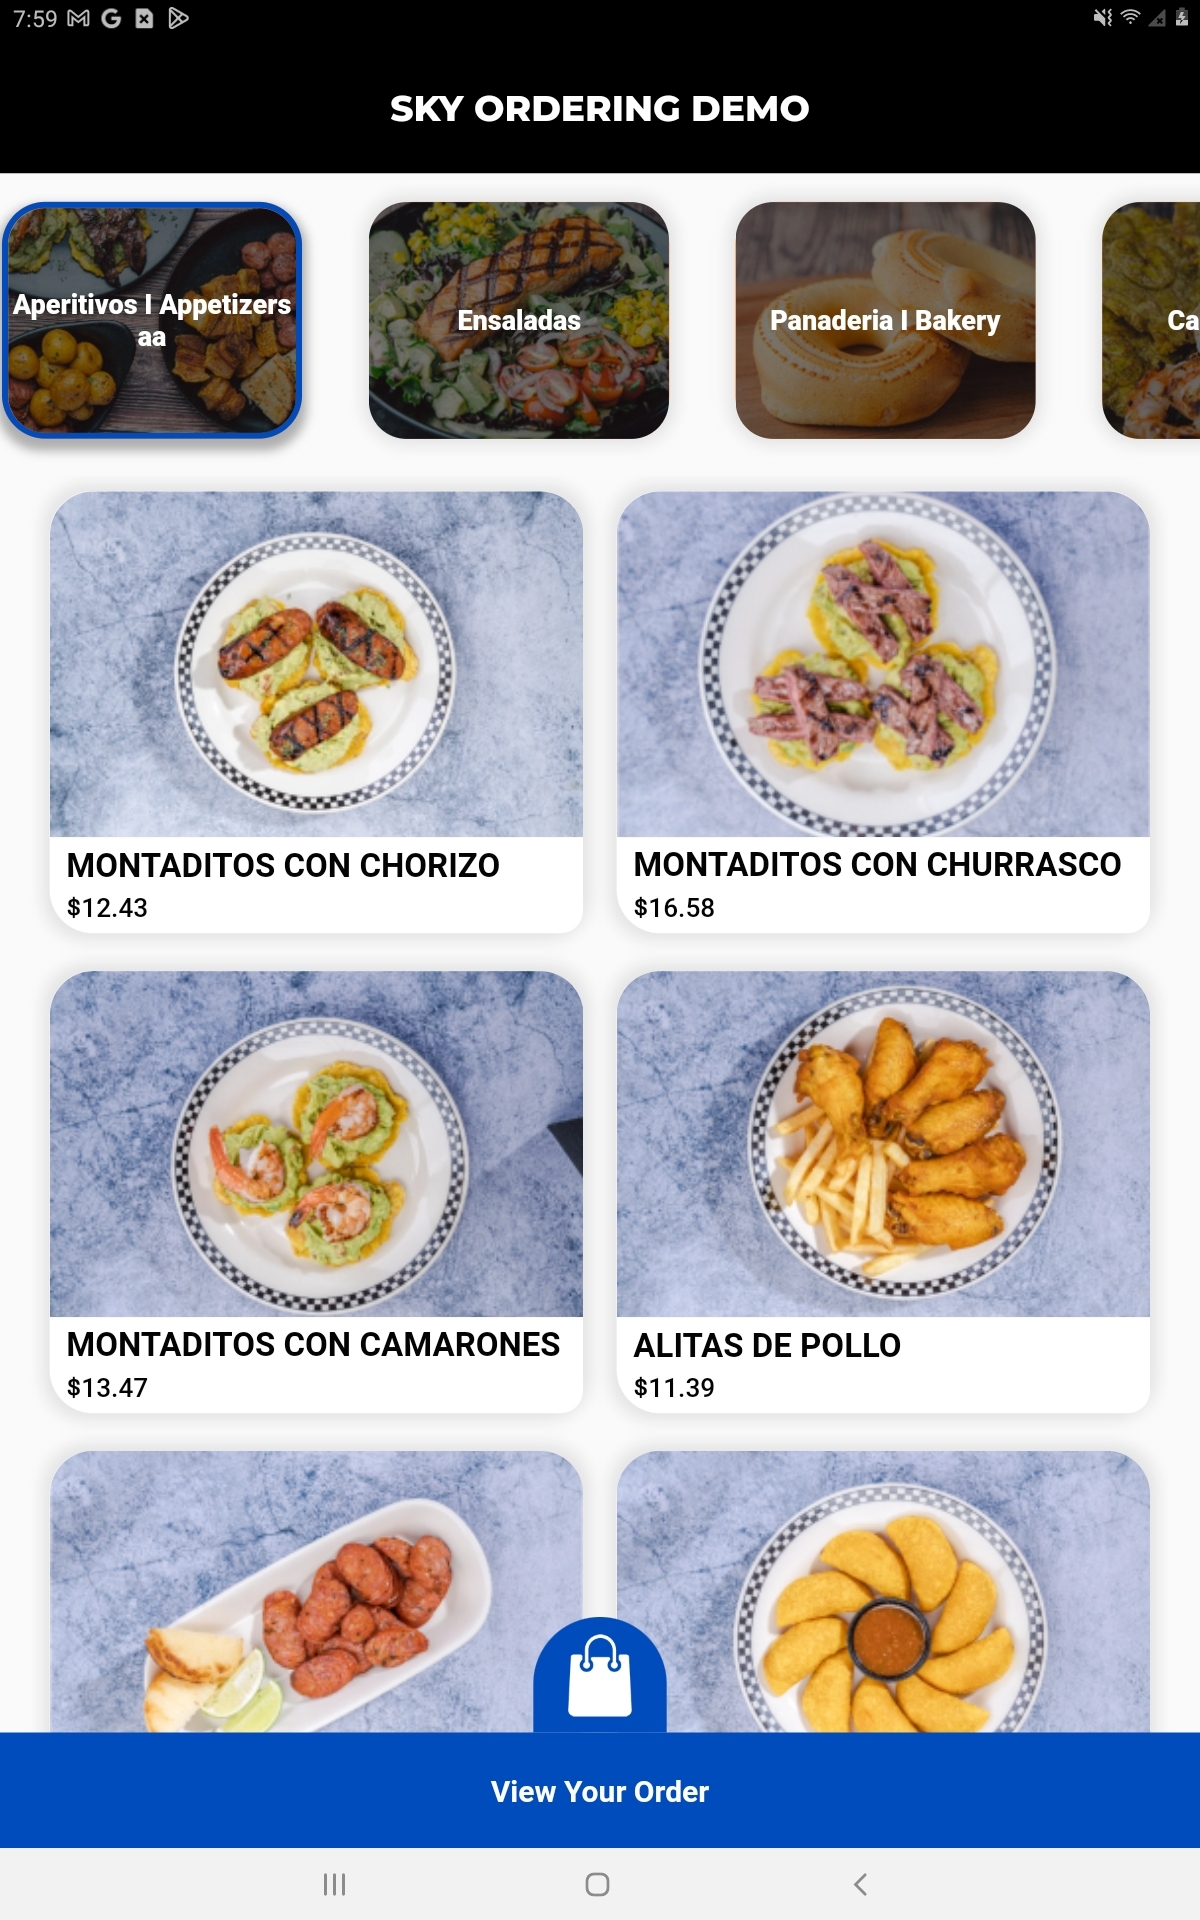 7:59
SKY ORDERING DEMO
Aperitivos I Appetizers
aa
Ensaladas
Panaderia I Bakery
Ca
MONTADITOS CON CHORIZO
$12.43
MONTADITOS CON CHURRASCO
$16.58
MONTADITOS CON CAMARONES
$13.47
ALITAS DE POLLO
$11.39
View Your Order